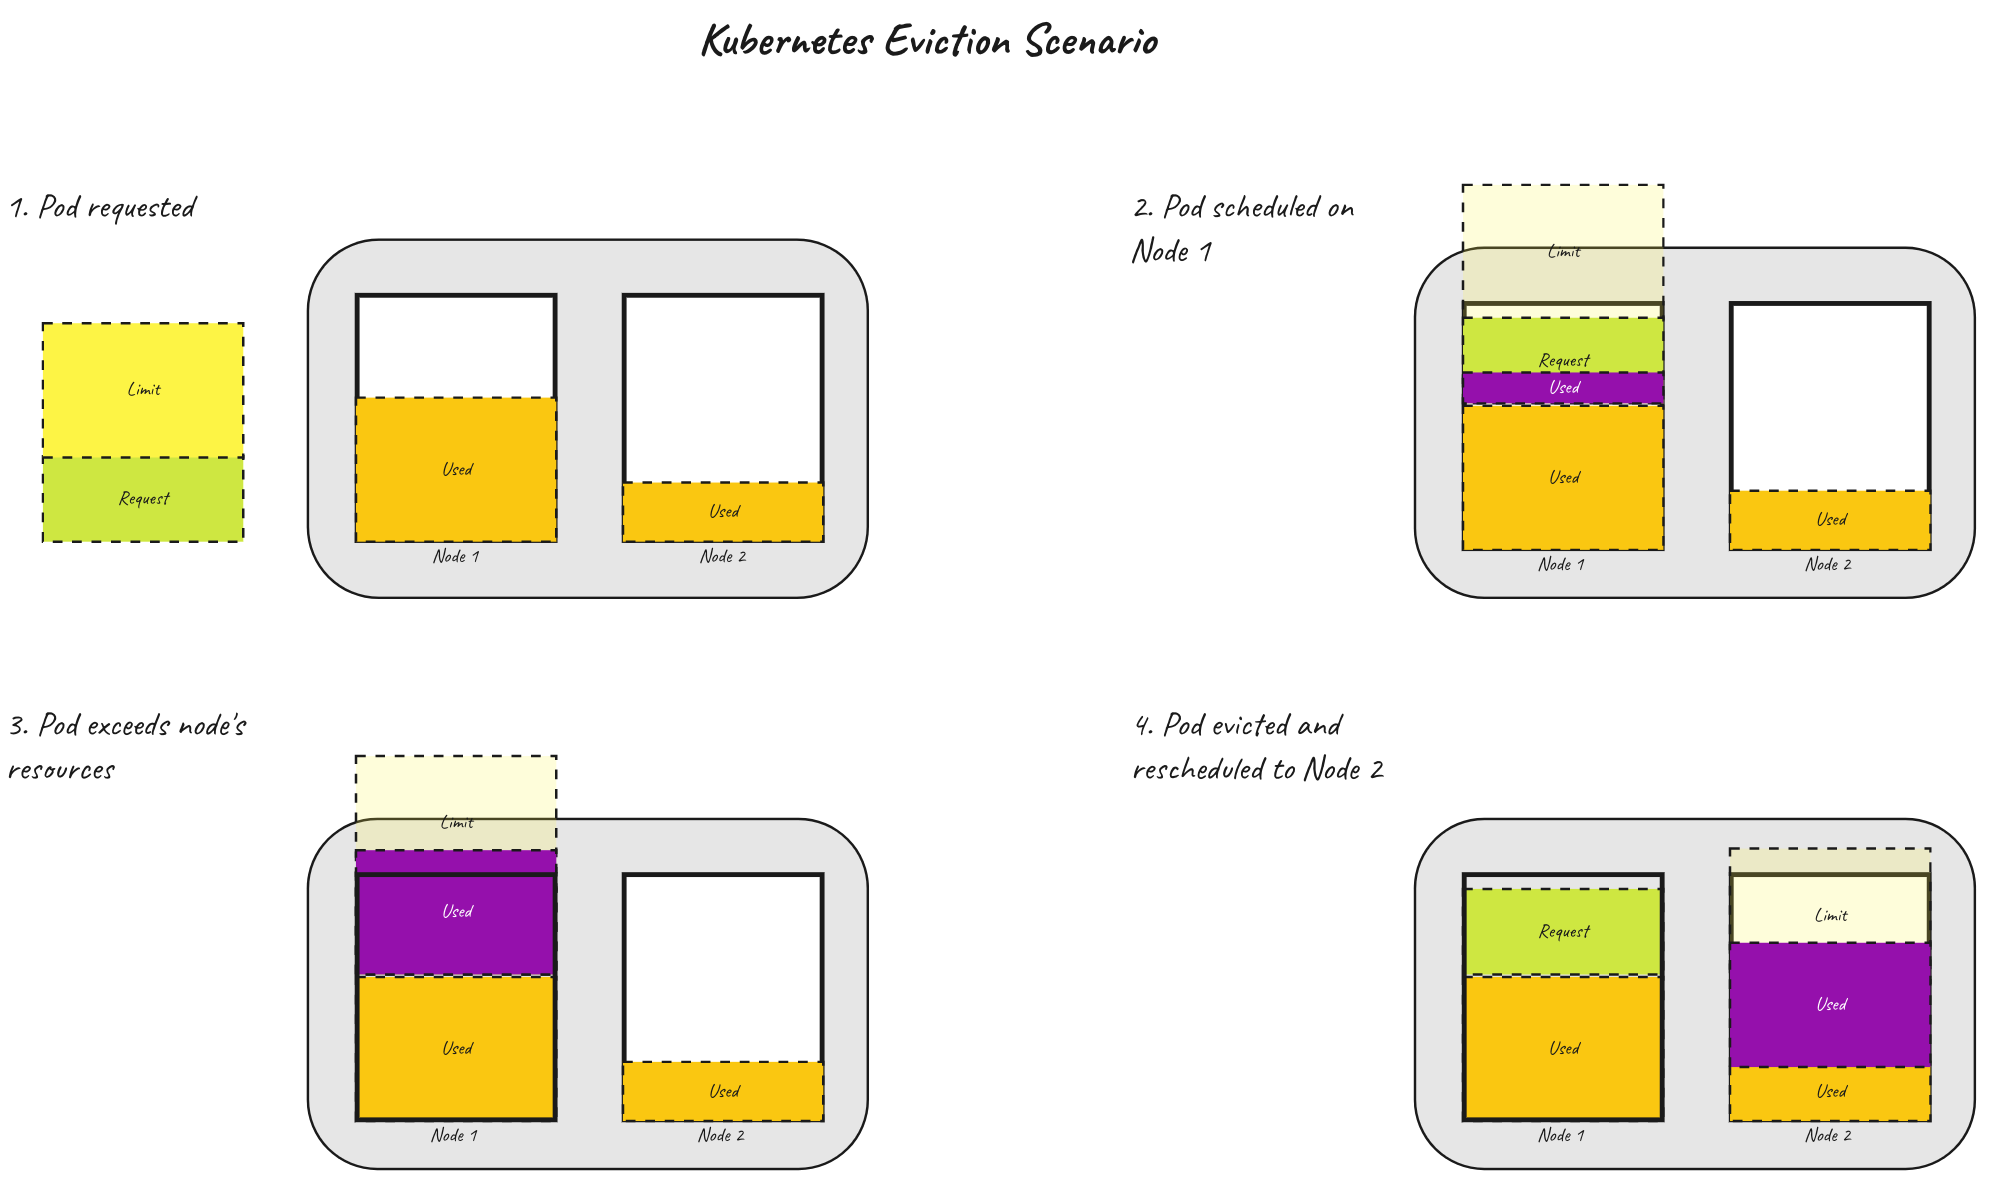 Kubernetes Eviction Scenario
1. Pod requested
Limit
Request
Used
Node 1
Used
Node 2
2. Pod scheduled on
Node 1
Limit
Request
Used
Used
Node 1
Used
Node 2
3. Pod exceeds node's
resources
Limit
Used
Used
Node 1
Used
Node 2
4. Pod evicted and
rescheduled to Node 2
Request
Used
Node 1
Limit
Used
Used
Node 2